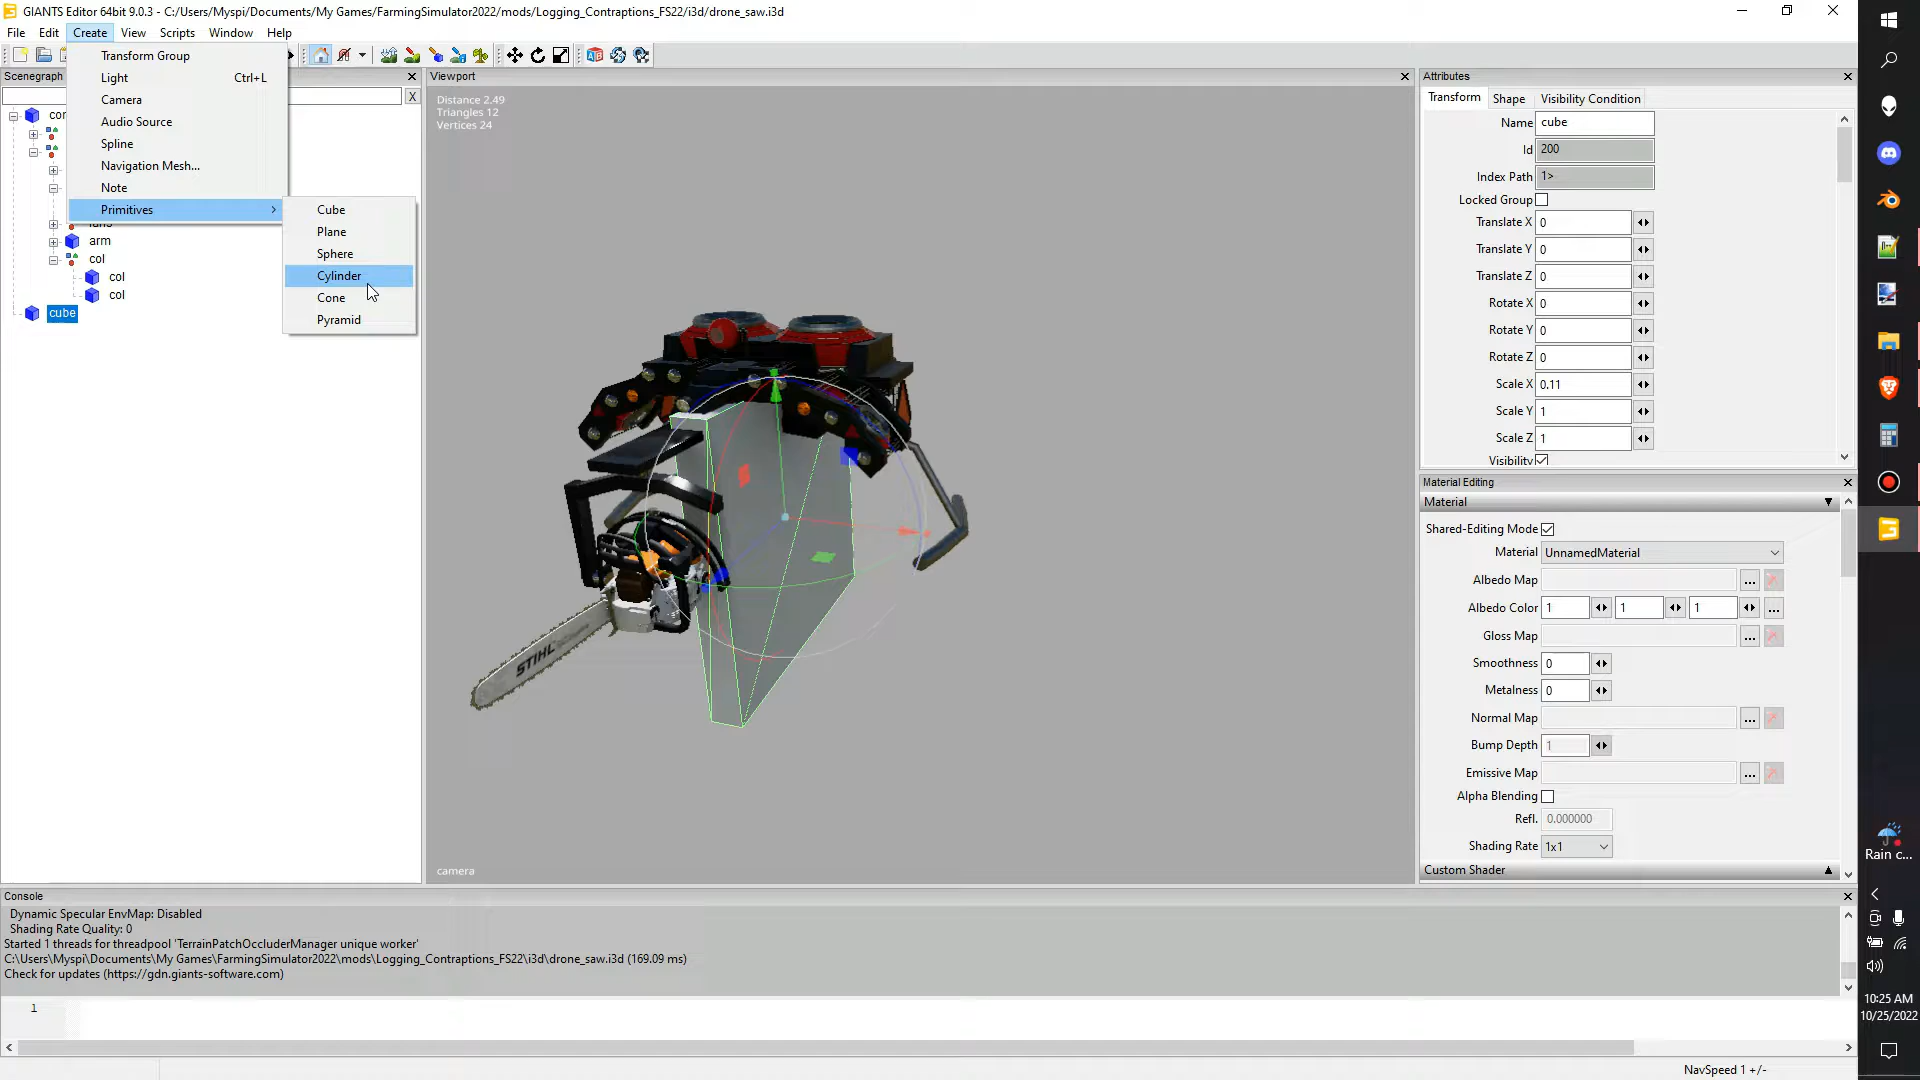 GIANTS Editor 64bit 9.0.3 - C:/Users/Myspi/Documents/My Games/FarmingSimulator2022/mods/Logging_Contraptions_FS22/i3d/drone_saw.i3d
File Edit Create View Scripts Window Help
Transform Group
Light Ctrl+L
Camera
Audio Source
Spline
Navigation Mesh...
Note
Primitives
Cube
Plane
Sphere
Cylinder
Cone
Pyramid
Scenegraph
X
arm
col
col
col
cube
Viewport
Distance 2.49
Triangles 12
Vertices 24
STIHL
camera
Attributes
Transform Shape Visibility Condition
Name cube
Id 200
Index Path 1>
Locked Group
Translate X 0
Translate Y 0
Translate Z 0
Rotate X 0
Rotate Y 0
Rotate Z 0
Scale X 0.11
Scale Y 1
Scale Z 1
Visibility
Material Editing
Material
Shared-Editing Mode
Material UnnamedMaterial
Albedo Map ...
Albedo Color 1 1 1 ...
Gloss Map ...
Smoothness 0
Metalness 0
Normal Map ...
Bump Depth 1
Emissive Map ...
Alpha Blending
Refl. 0.000000
Shading Rate 1x1
Custom Shader
Console
Dynamic Specular EnvMap: Disabled
Shading Rate Quality: 0
Started 1 threads for threadpool 'TerrainPatchOccluderManager unique worker'
C:\Users\Myspi\Documents\My Games\FarmingSimulator2022\mods\Logging_Contraptions_FS22\i3d\drone_saw.i3d (169.09 ms)
Check for updates (https://gdn.giants-software.com)
1
NavSpeed 1 +/-
Rain c...
10:25 AM
10/25/2022